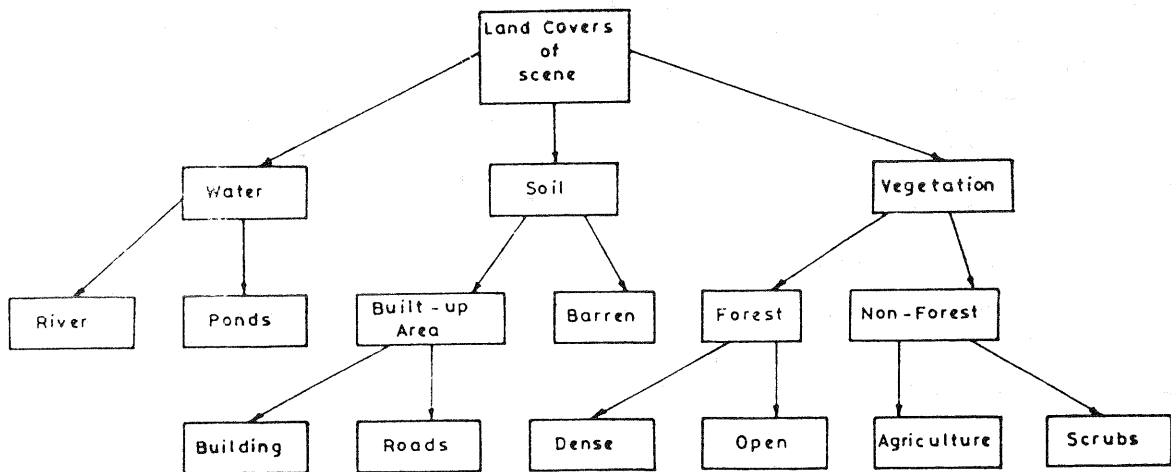 Land Covers
of
scene
Water
Soil
Vegetation
River
Ponds
Built-up
Area
Barren
Forest
Non-Forest
Building
Roads
Dense
Open
Agriculture
Scrubs